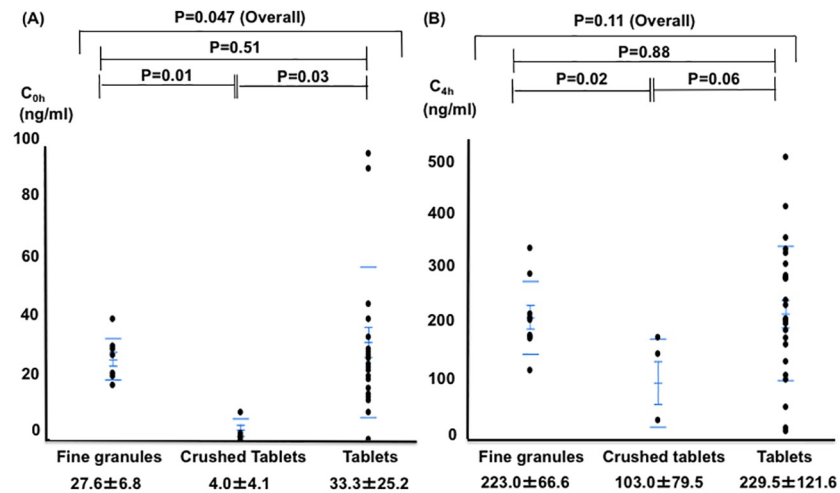 (A)
P=0.047 (Overall)
P=0.51
P=0.01
P=0.03
C0h
(ng/ml)
100
80
60
40
20
0
Fine granules
Crushed Tablets
Tablets
27.6±6.8
4.0±4.1
33.3±25.2
(B)
P=0.11 (Overall)
P=0.88
P=0.02
P=0.06
C4h
(ng/ml)
500
400
300
200
100
0
Fine granules
Crushed Tablets
Tablets
223.0±66.6
103.0±79.5
229.5±121.6